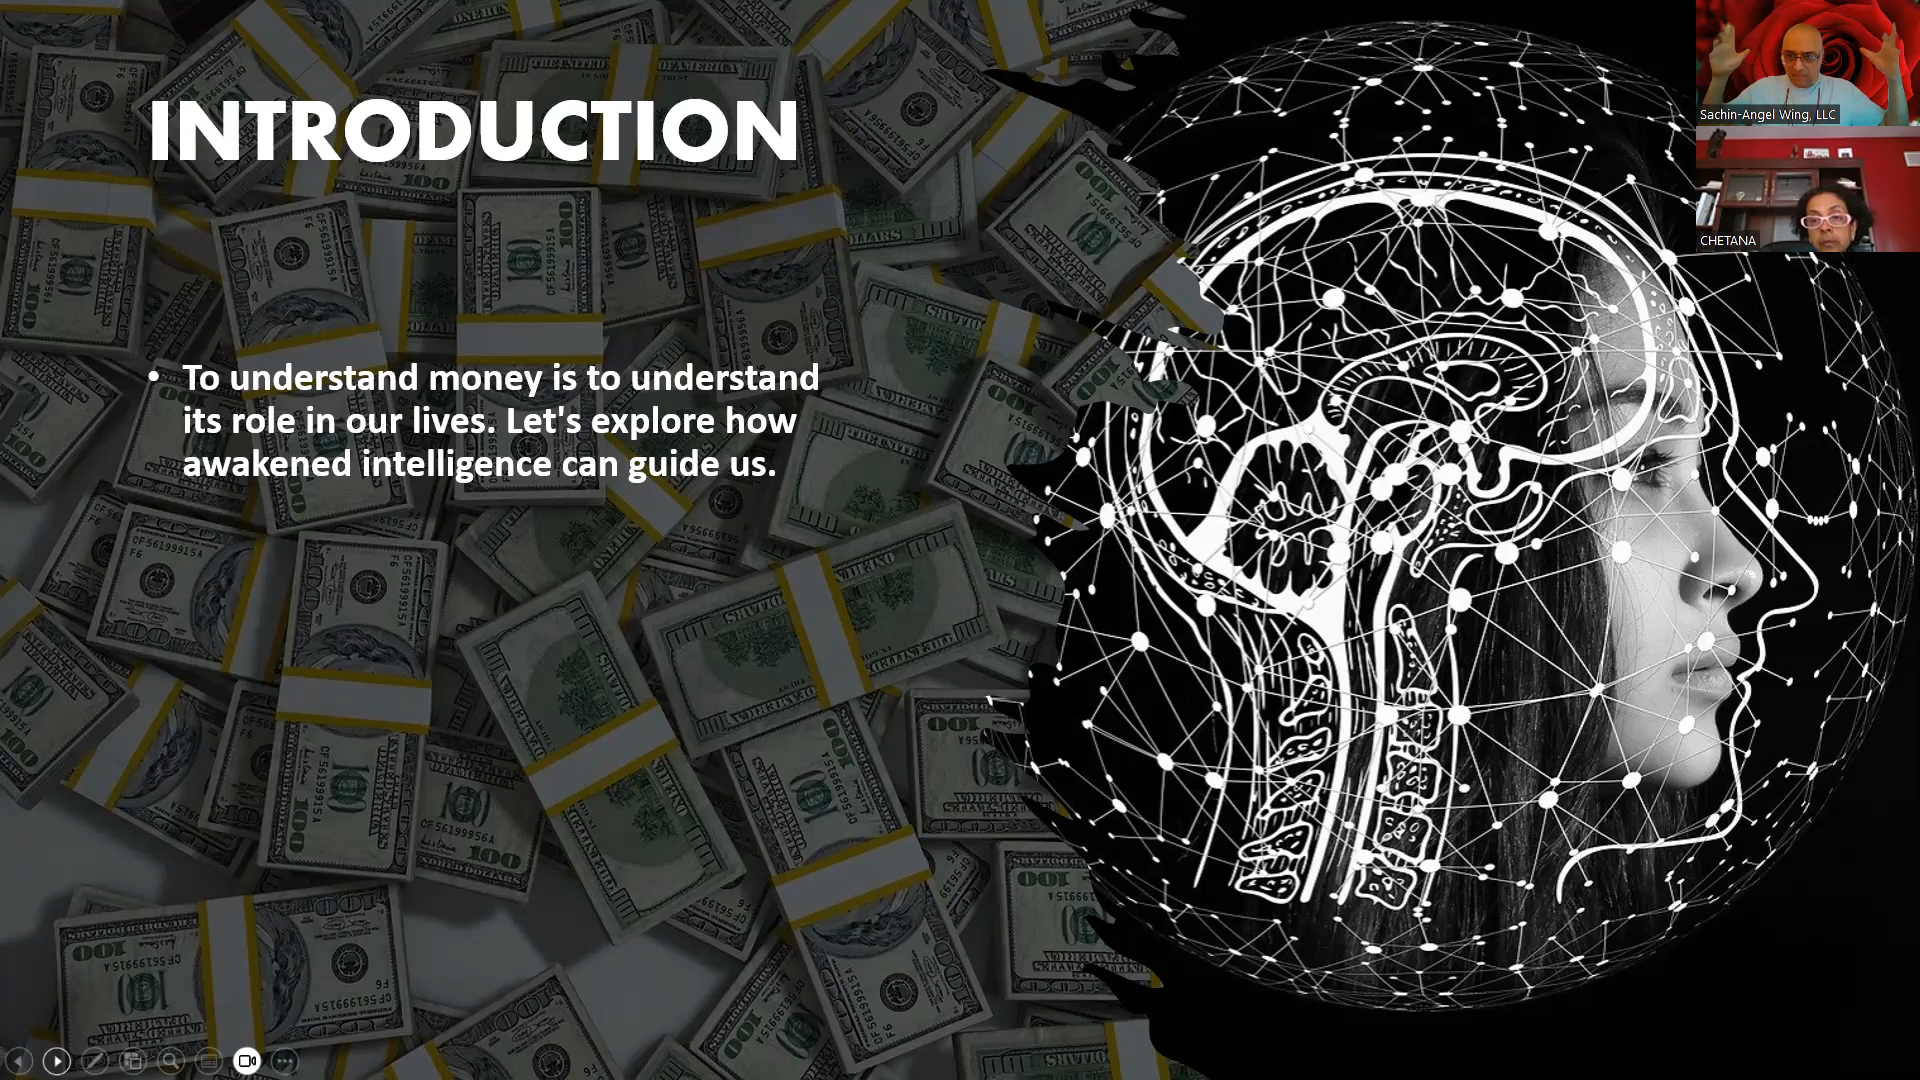 INTRODUCTION
• To understand money is to understand
its role in our lives. Let's explore how
awakened intelligence can guide us.
Sachin-Angel Wing, LLC
CHETANA